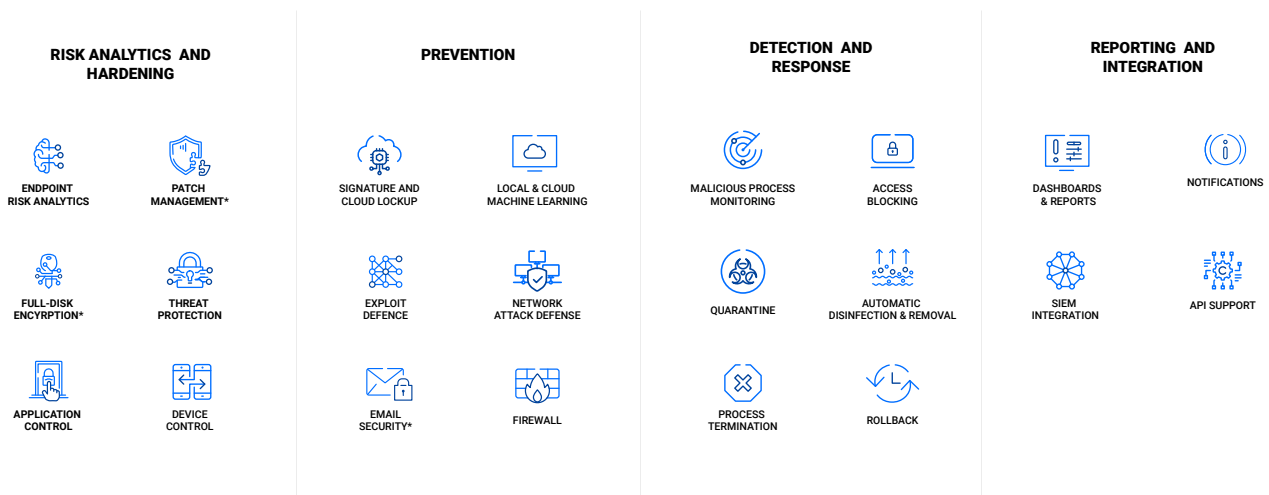 RISK ANALYTICS AND
HARDENING
ENDPOINT
RISK ANALYTICS
PATCH
MANAGEMENT*
FULL-DISK
ENCYRPTION*
THREAT
PROTECTION
APPLICATION
CONTROL
DEVICE
CONTROL
PREVENTION
SIGNATURE AND
CLOUD LOCKUP
LOCAL & CLOUD
MACHINE LEARNING
EXPLOIT
DEFENCE
NETWORK
ATTACK DEFENSE
EMAIL
SECURITY*
FIREWALL
DETECTION AND
RESPONSE
MALICIOUS PROCESS
MONITORING
ACCESS
BLOCKING
QUARANTINE
AUTOMATIC
DISINFECTION & REMOVAL
PROCESS
TERMINATION
ROLLBACK
REPORTING AND
INTEGRATION
DASHBOARDS
& REPORTS
NOTIFICATIONS
SIEM
INTEGRATION
API SUPPORT